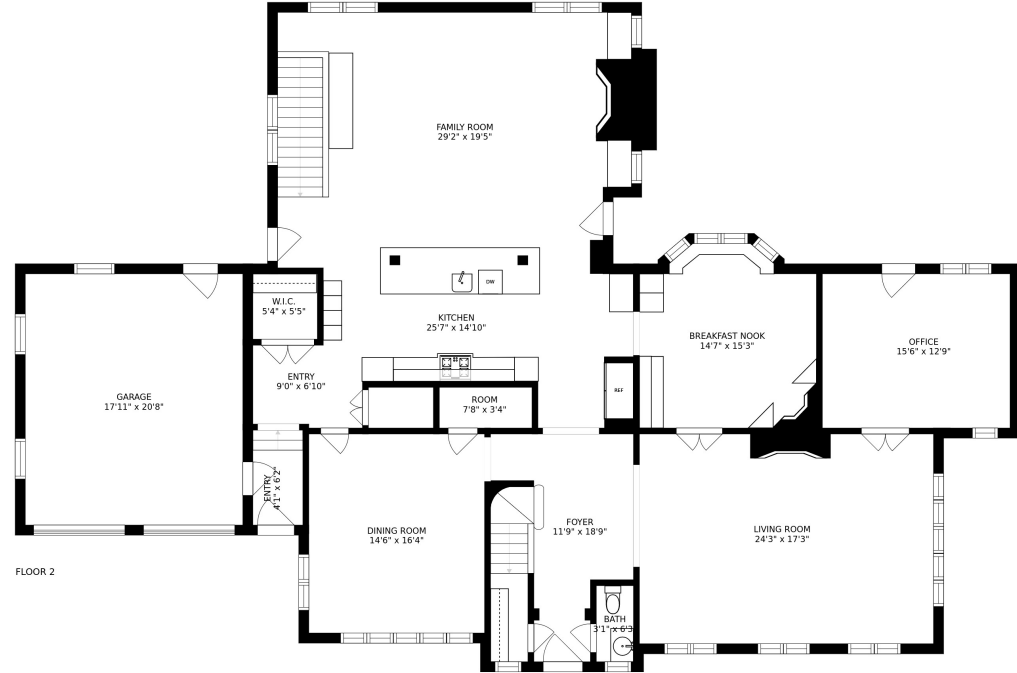 FAMILY ROOM
29'2" x 19'5"
DW
W.I.C.
5'4" x 5'5"
KITCHEN
25'7" x 14'10"
BREAKFAST NOOK
14'7" x 15'3"
OFFICE
15'6" x 12'9"
ENTRY
9'0" x 6'10"
REF
GARAGE
17'11" x 20'8"
ROOM
7'8" x 3'4"
ENTRY
4'1" x 6'2"
DINING ROOM
14'6" x 16'4"
FOYER
11'9" x 18'9"
LIVING ROOM
24'3" x 17'3"
FLOOR 2
BATH
3'1" x 6'3